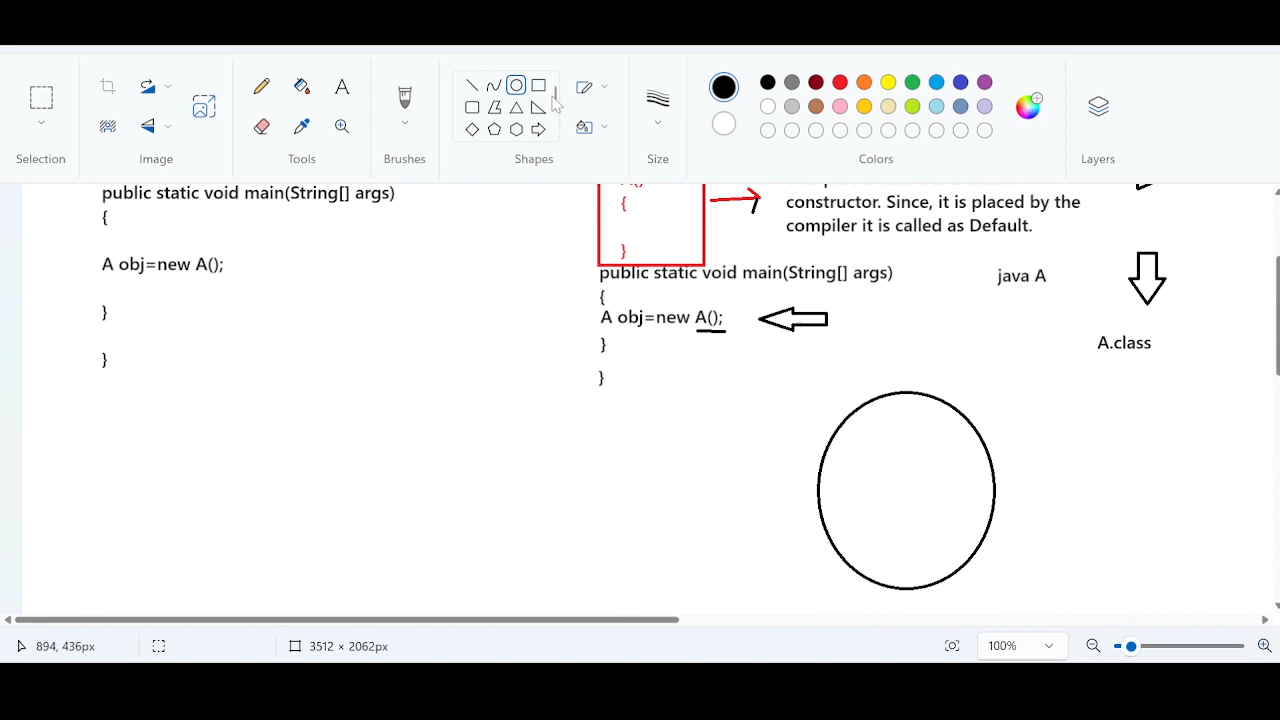 Selection
Image
Tools
Brushes
Shapes
Size
Colors
Layers
public static void main(String[] args)
{
A obj=new A();
}
}
{
}
constructor. Since, it is placed by the
compiler it is called as Default.
public static void main(String[] args)
{
A obj=new A();
}
}
java A
A.class
894, 436px
3512 × 2062px
100%